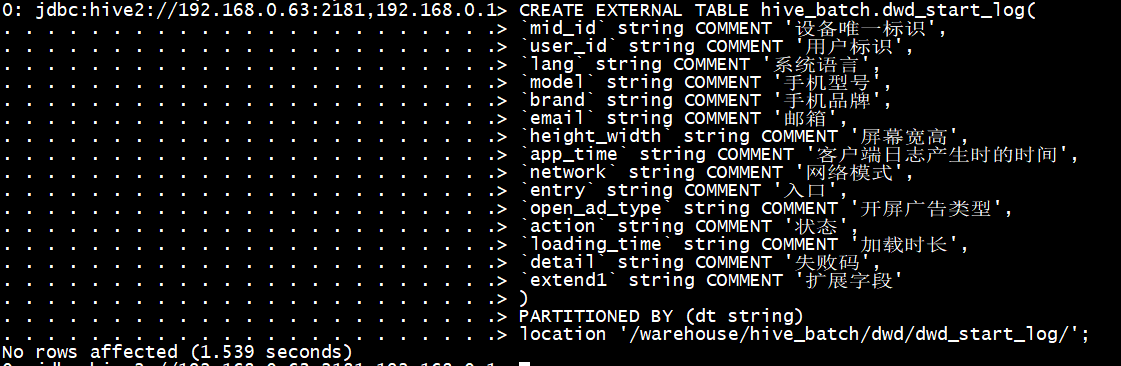 0: jdbc:hive2://192.168.0.63:2181,192.168.0.1> CREATE EXTERNAL TABLE hive_batch.dwd_start_log(
. . . . . . . . . . . . . . . . . . . . . . .> `mid_id` string COMMENT '设备唯一标识',
. . . . . . . . . . . . . . . . . . . . . . .> `user_id` string COMMENT '用户标识',
. . . . . . . . . . . . . . . . . . . . . . .> `lang` string COMMENT '系统语言',
. . . . . . . . . . . . . . . . . . . . . . .> `model` string COMMENT '手机型号',
. . . . . . . . . . . . . . . . . . . . . . .> `brand` string COMMENT '手机品牌',
. . . . . . . . . . . . . . . . . . . . . . .> `email` string COMMENT '邮箱',
. . . . . . . . . . . . . . . . . . . . . . .> `height_width` string COMMENT '屏幕宽高',
. . . . . . . . . . . . . . . . . . . . . . .> `app_time` string COMMENT '客户端日志产生时的时间',
. . . . . . . . . . . . . . . . . . . . . . .> `network` string COMMENT '网络模式',
. . . . . . . . . . . . . . . . . . . . . . .> `entry` string COMMENT '入口',
. . . . . . . . . . . . . . . . . . . . . . .> `open_ad_type` string COMMENT '开屏广告类型',
. . . . . . . . . . . . . . . . . . . . . . .> `action` string COMMENT '状态',
. . . . . . . . . . . . . . . . . . . . . . .> `loading_time` string COMMENT '加载时长',
. . . . . . . . . . . . . . . . . . . . . . .> `detail` string COMMENT '失败码',
. . . . . . . . . . . . . . . . . . . . . . .> `extend1` string COMMENT '扩展字段'
. . . . . . . . . . . . . . . . . . . . . . .> )
. . . . . . . . . . . . . . . . . . . . . . .> PARTITIONED BY (dt string)
. . . . . . . . . . . . . . . . . . . . . . .> location '/warehouse/hive_batch/dwd/dwd_start_log/';
No rows affected (1.539 seconds)